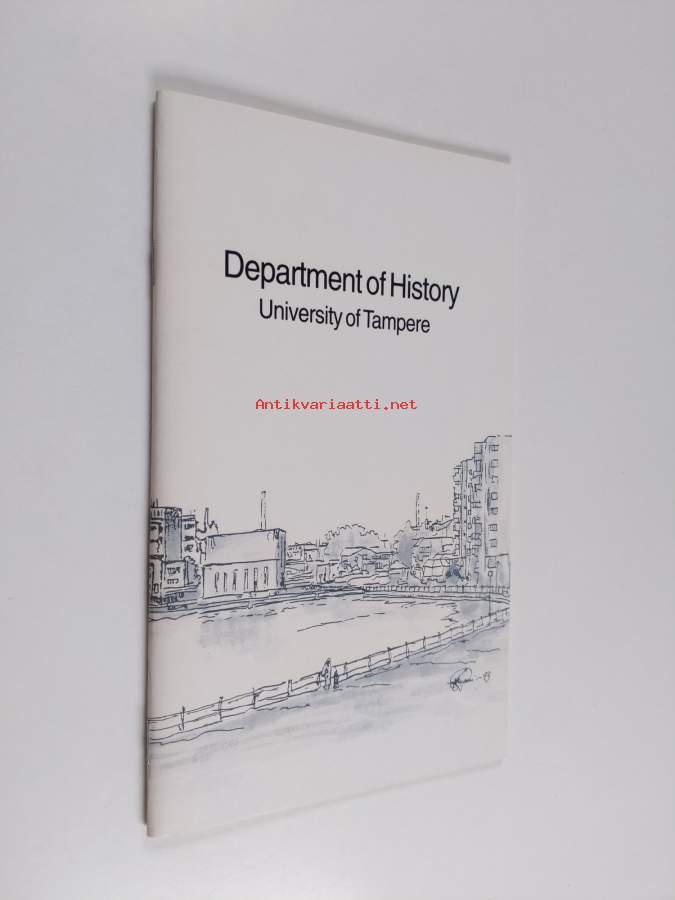 Department of History
University of Tampere
Antikvariaatti.net